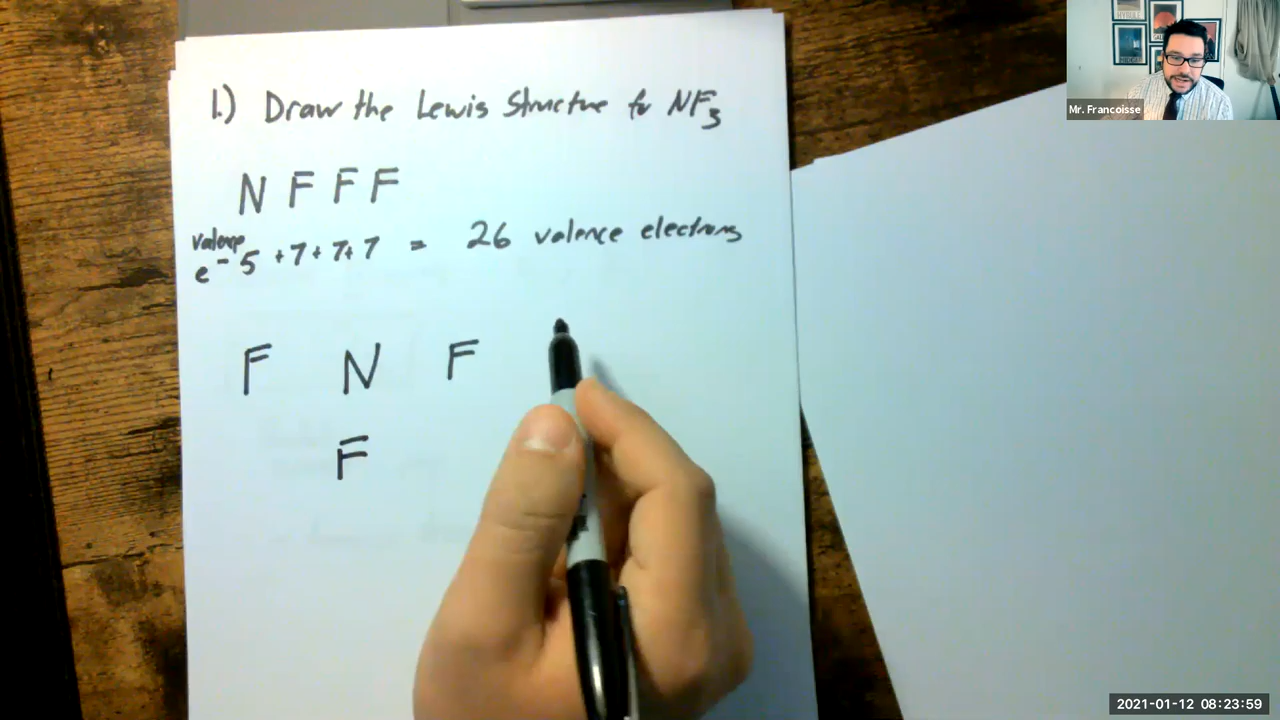 1.) Draw the Lewis Structure for NF3
N F F F
valence
e- 5 + 7 + 7 + 7 = 26 valence electrons
F N F
F
Mr. Francoisse
2021-01-12 08:23:59